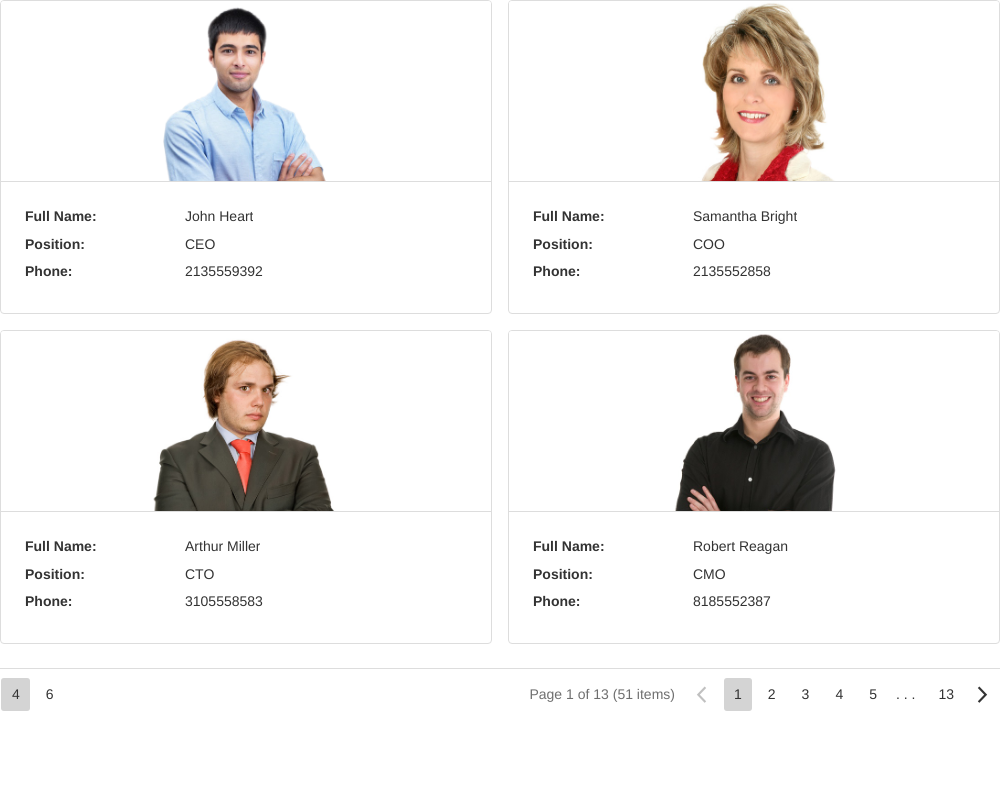 Full Name: John Heart
Position: CEO
Phone: 2135559392
Full Name: Samantha Bright
Position: COO
Phone: 2135552858
Full Name: Arthur Miller
Position: CTO
Phone: 3105558583
Full Name: Robert Reagan
Position: CMO
Phone: 8185552387
4 6 Page 1 of 13 (51 items) 1 2 3 4 5 . . . 13